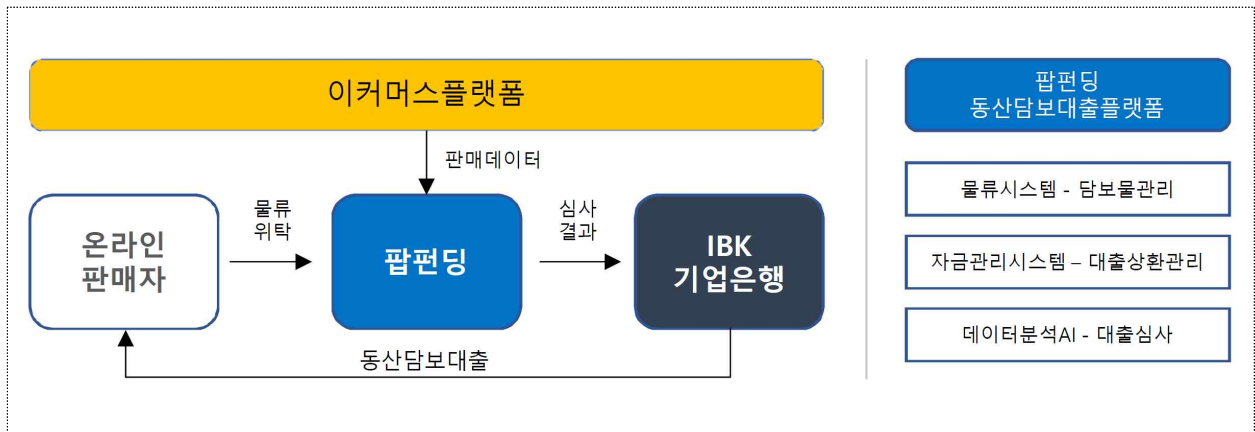 이커머스플랫폼
판매데이터
온라인
판매자
물류
위탁
팝펀딩
심사
결과
IBK
기업은행
동산담보대출
팝펀딩
동산담보대출플랫폼
물류시스템 - 담보물관리
자금관리시스템 – 대출상환관리
데이터분석AI - 대출심사